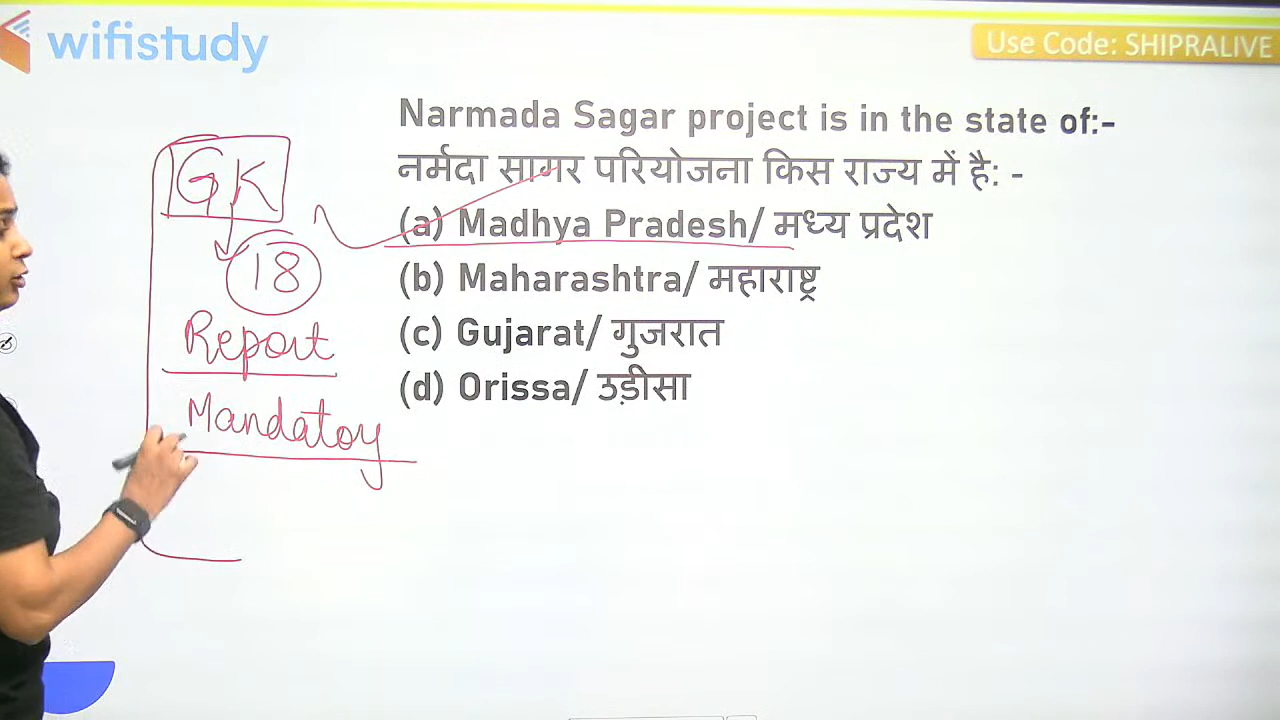 wifistudy
Use Code: SHIPRALIVE
Narmada Sagar project is in the state of:-
नर्मदा सागर परियोजना किस राज्य में है: -
(a) Madhya Pradesh/ मध्य प्रदेश
(b) Maharashtra/ महाराष्ट्र
(c) Gujarat/ गुजरात
(d) Orissa/ उड़ीसा
GK
18
Report
Mandatoy